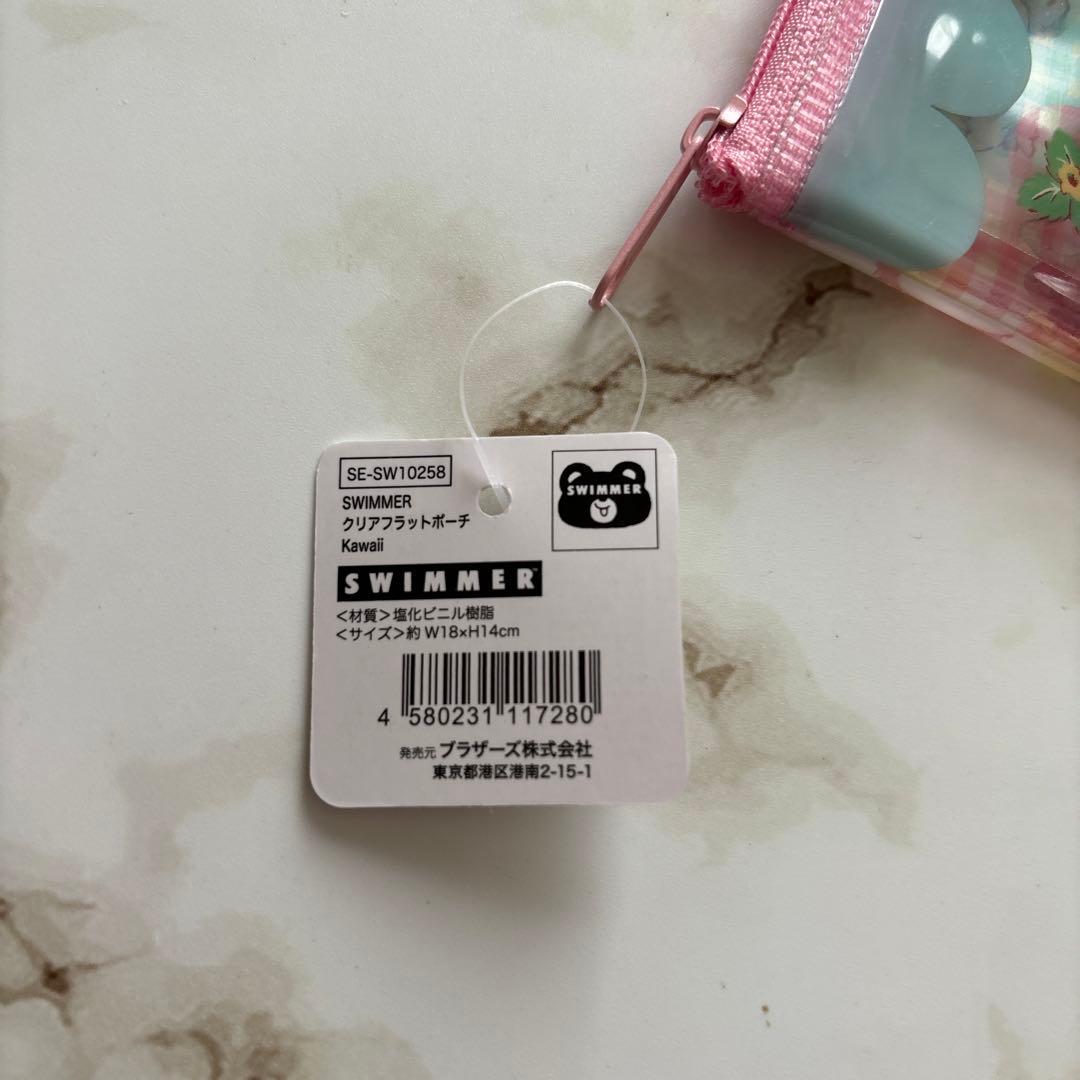 SE-SW10258
SWIMMER
クリアフラットポーチ
Kawaii
SWIMMER
SWIMMER™
<材質>塩化ビニル樹脂
<サイズ>約 W18×H14cm
4 580231 117280
発売元 ブラザーズ株式会社
東京都港区港南2-15-1